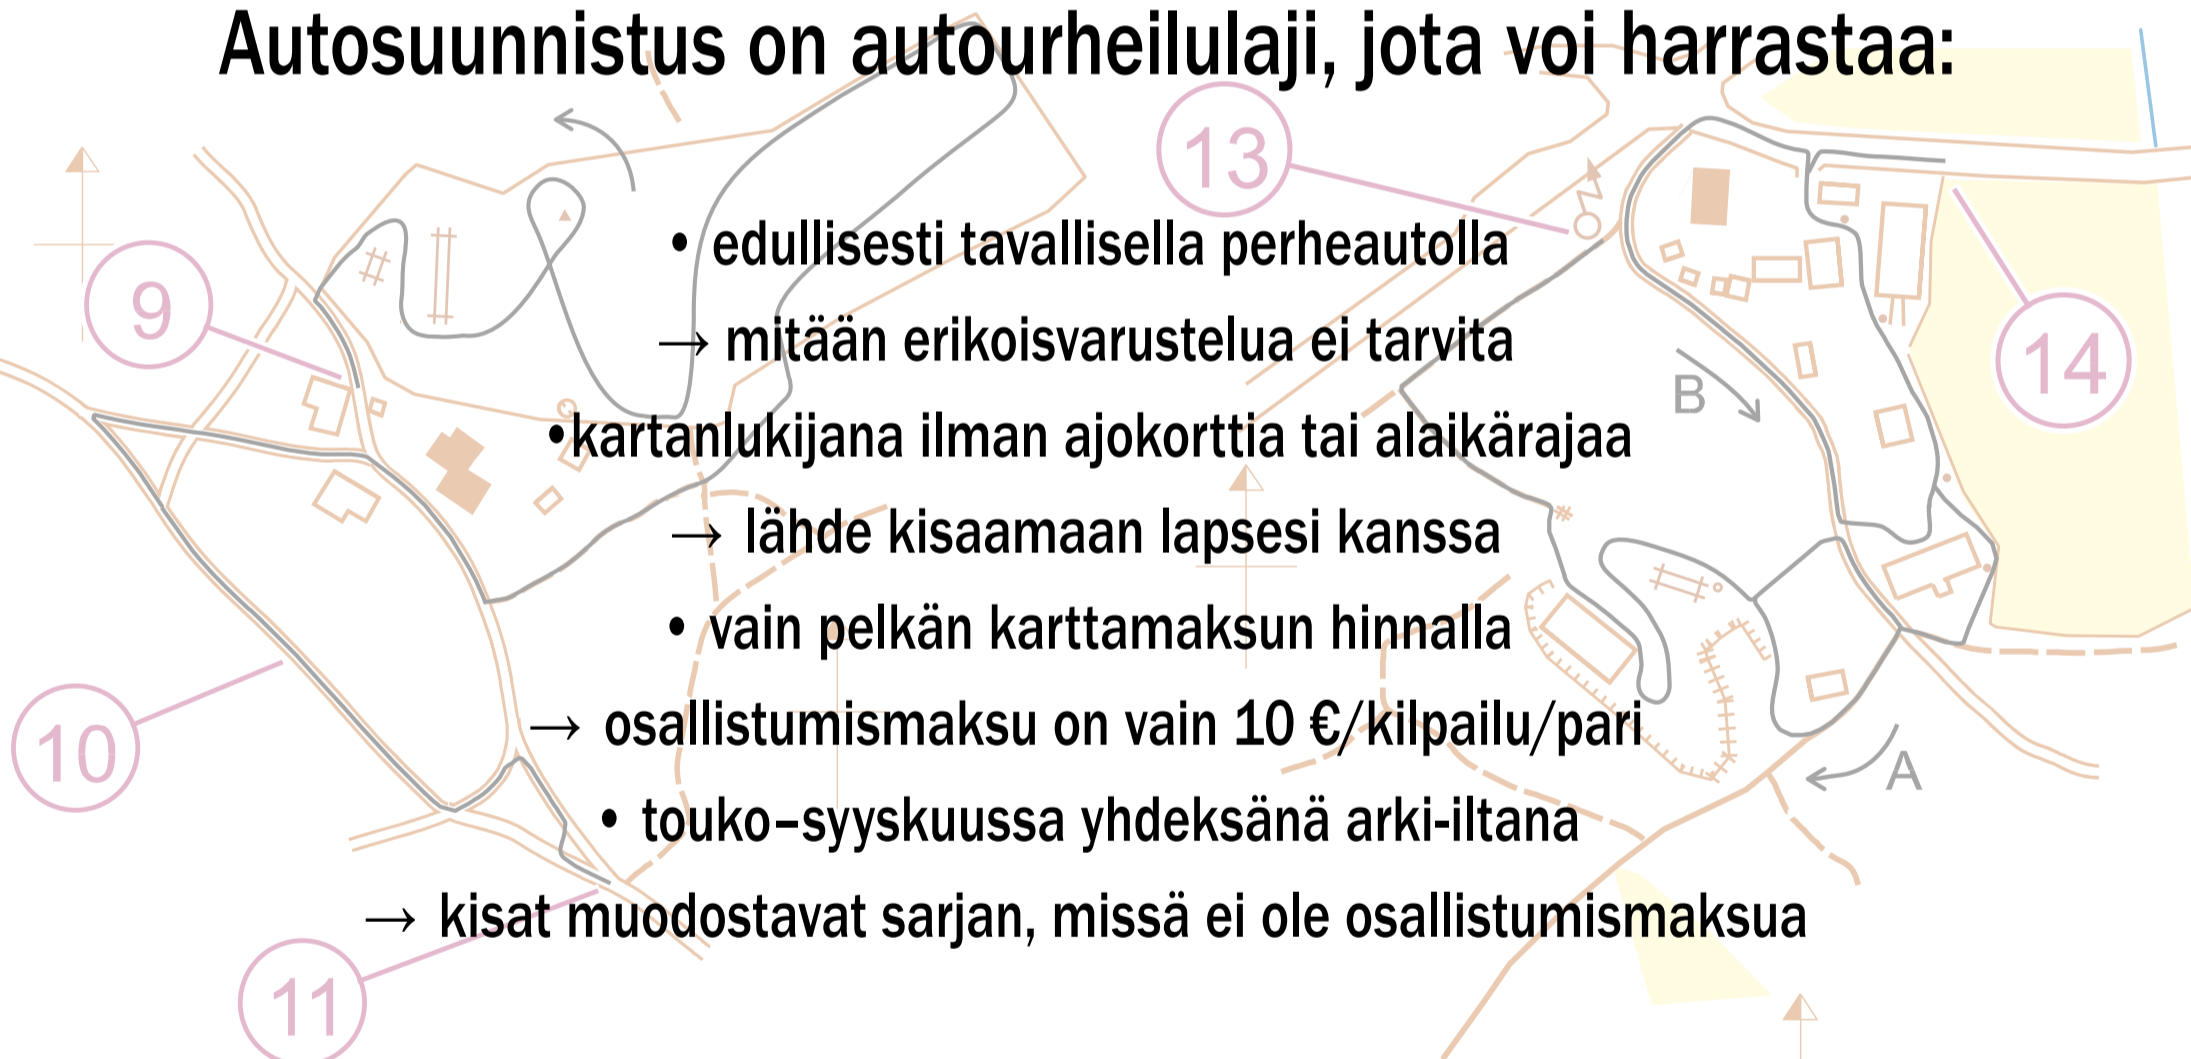 Autosuunnistus on autourheilulaji, jota voi harrastaa:
13
• edullisesti tavallisella perheautolla
9
→ mitään erikoisvarustelua ei tarvita
14
B
•kartanlukijana ilman ajokorttia tai alaikärajaa
→ lähde kisaamaan lapsesi kanssa
• vain pelkän karttamaksun hinnalla
→ osallistumismaksu on vain 10 €/kilpailu/pari
10
A
• touko–syyskuussa yhdeksänä arki-iltana
→ kisat muodostavat sarjan, missä ei ole osallistumismaksua
11